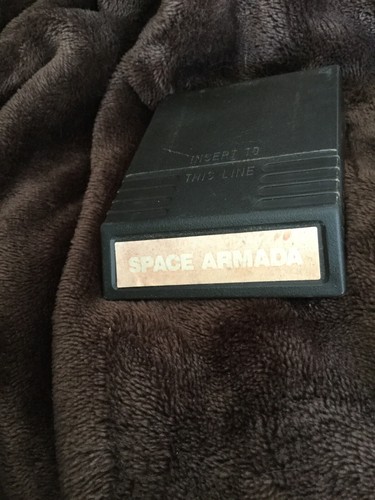 INSERT TO
THIS LINE
SPACE ARMADA